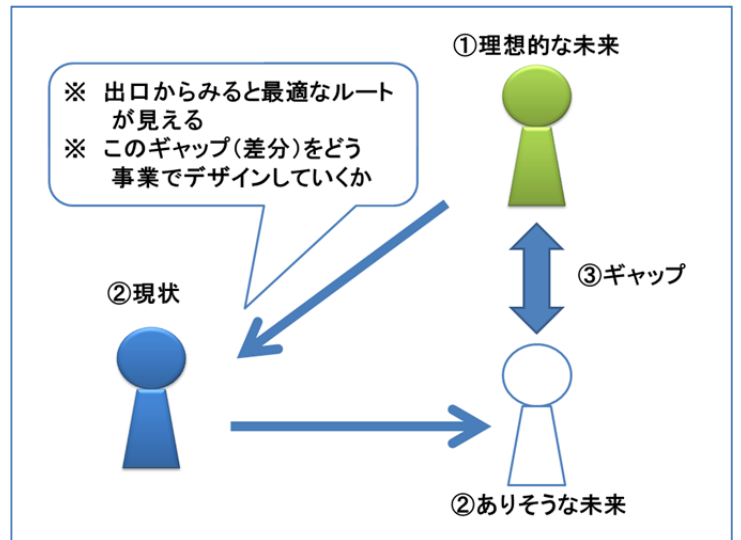 ①理想的な未来
※ 出口からみると最適なルート
が見える
※ このギャップ(差分)をどう
事業でデザインしていくか
③ギャップ
②現状
②ありそうな未来